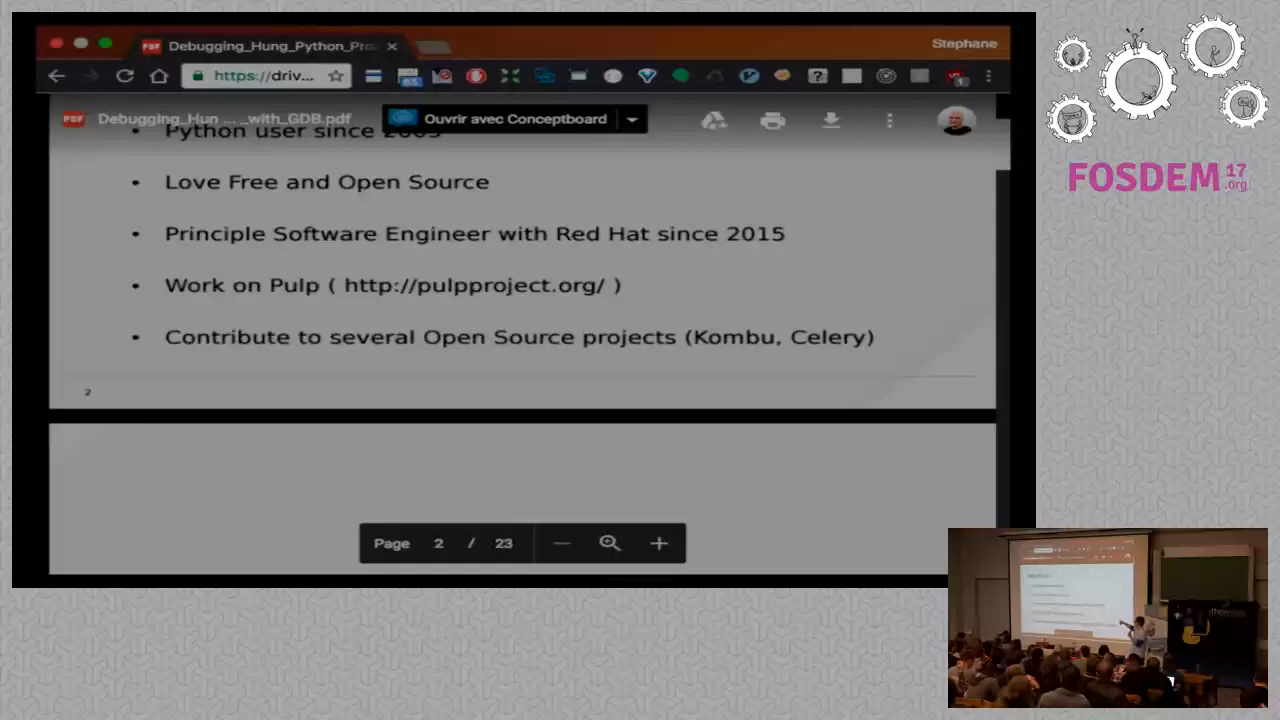 Debugging_Hung_Python_Pro
Stephane
https://driv...
Debugging_Hun ... _with_GDB.pdf
Ouvrir avec Conceptboard
Python user since 2005
Love Free and Open Source
Principle Software Engineer with Red Hat since 2015
Work on Pulp ( http://pulpproject.org/ )
Contribute to several Open Source projects (Kombu, Celery)
2
Page 2 / 23
FOSDEM 17 .org